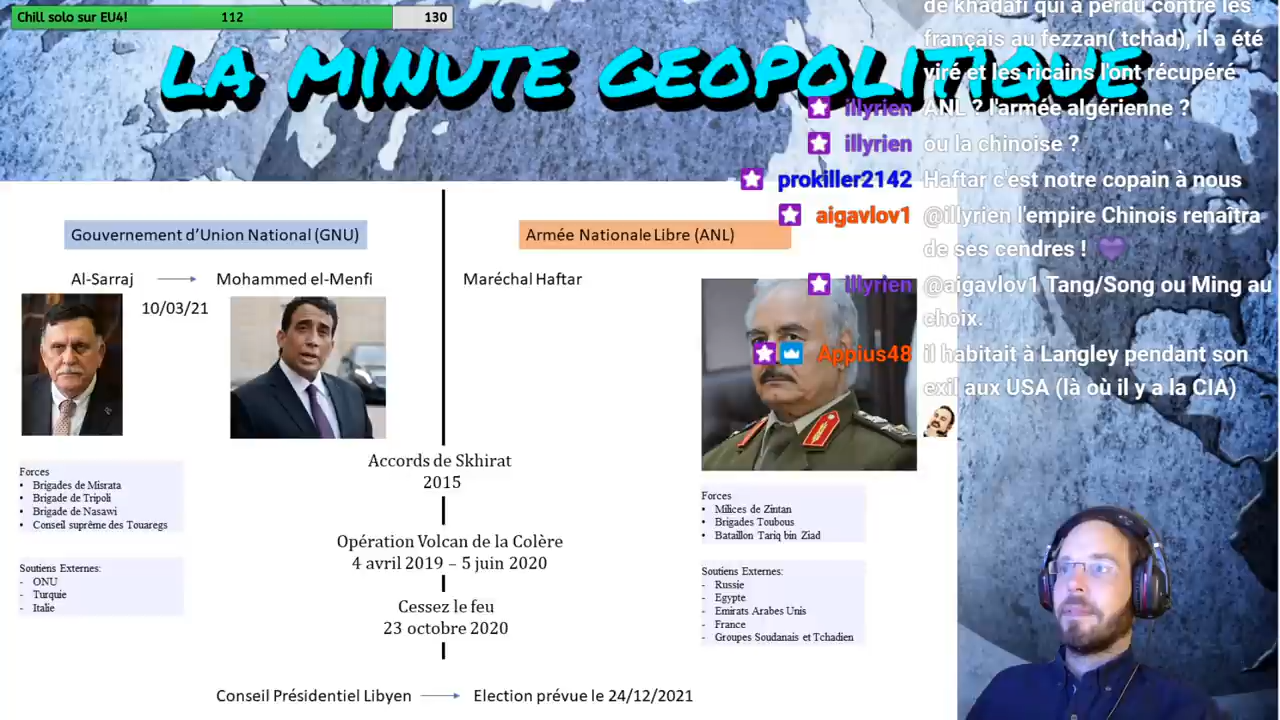 Chill solo sur EU4! 112 130
LA MINUTE GEOPOLITIQUE
de khadafi qui a perdu contre les
français au fezzan( tchad), il a été
viré et les ricains l'ont récupéré
illyrien ANL ? l'armée algérienne ?
illyrien ou la chinoise ?
prokiller2142 Haftar c'est notre copain à nous
aigavlov1 @illyrien l'empire Chinois renaîtra
de ses cendres !
illyrien @aigavlov1 Tang/Song ou Ming au
choix.
Appius48 il habitait à Langley pendant son
exil aux USA (là où il y a la CIA)
Gouvernement d'Union National (GNU)
Al-Sarraj Mohammed el-Menfi
10/03/21
Forces
• Brigades de Misrata
• Brigade de Tripoli
• Brigade de Nasawi
• Conseil suprême des Touaregs
Soutiens Externes:
- ONU
- Turquie
- Italie
Armée Nationale Libre (ANL)
Maréchal Haftar
Forces
• Milices de Zintan
• Brigades Toubous
• Bataillon Tariq bin Ziad
Soutiens Externes:
- Russie
- Egypte
- Emirats Arabes Unis
- France
- Groupes Soudanais et Tchadien
Accords de Skhirat
2015
Opération Volcan de la Colère
4 avril 2019 – 5 juin 2020
Cessez le feu
23 octobre 2020
Conseil Présidentiel Libyen Election prévue le 24/12/2021